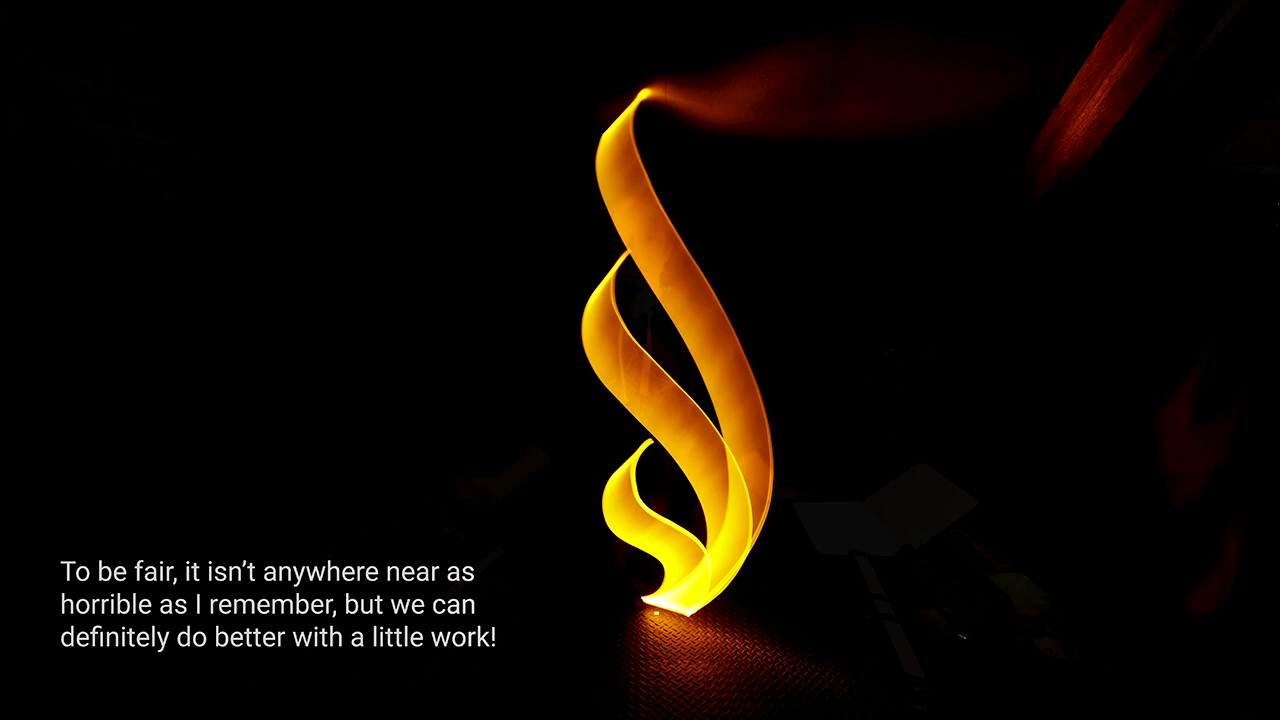 To be fair, it isn’t anywhere near as
horrible as I remember, but we can
definitely do better with a little work!